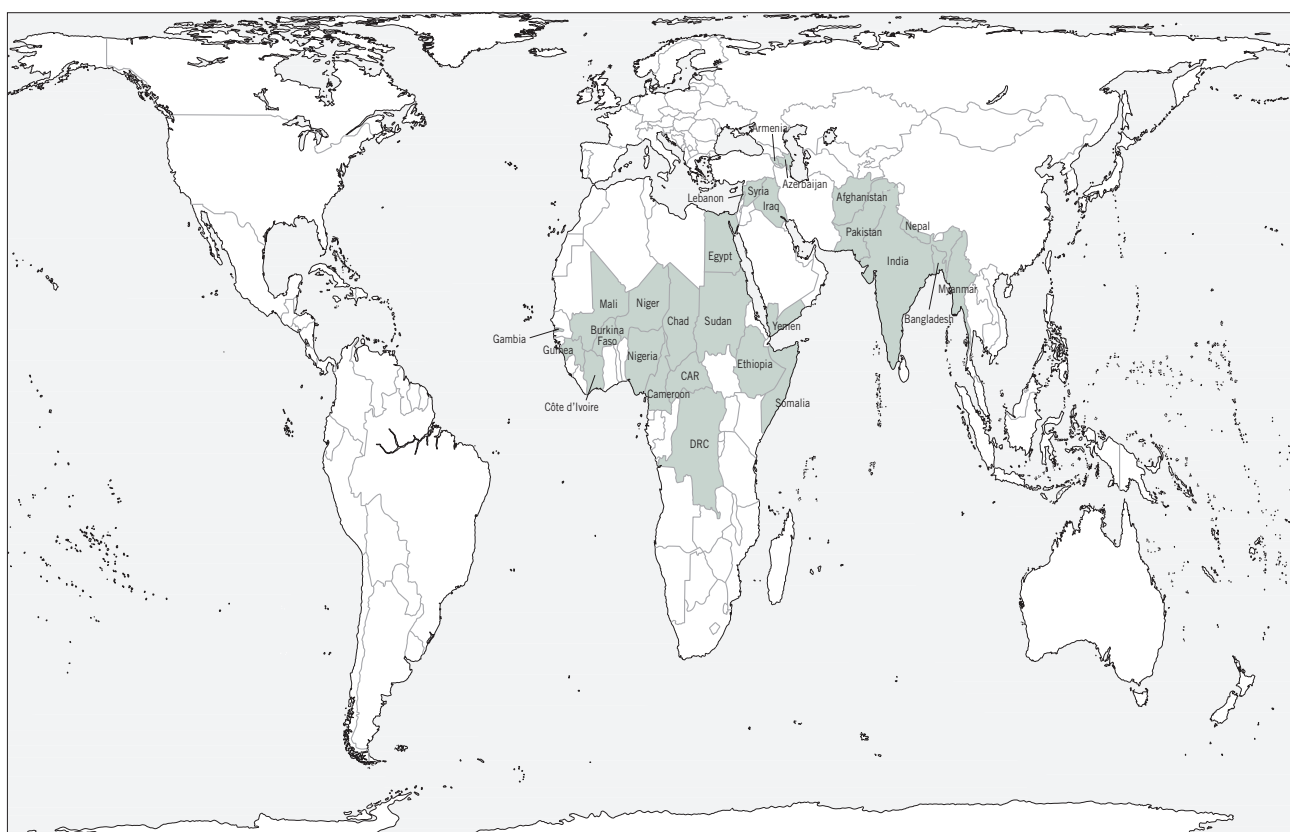 Armenia
Azerbaijan
Lebanon
Syria
Iraq
Afghanistan
Pakistan
Nepal
India
Egypt
Myanmar
Bangladesh
Mali
Niger
Chad
Sudan
Yemen
Gambia
Burkina
Faso
Guinea
Nigeria
Ethiopia
CAR
Cameroon
Côte d'Ivoire
Somalia
DRC